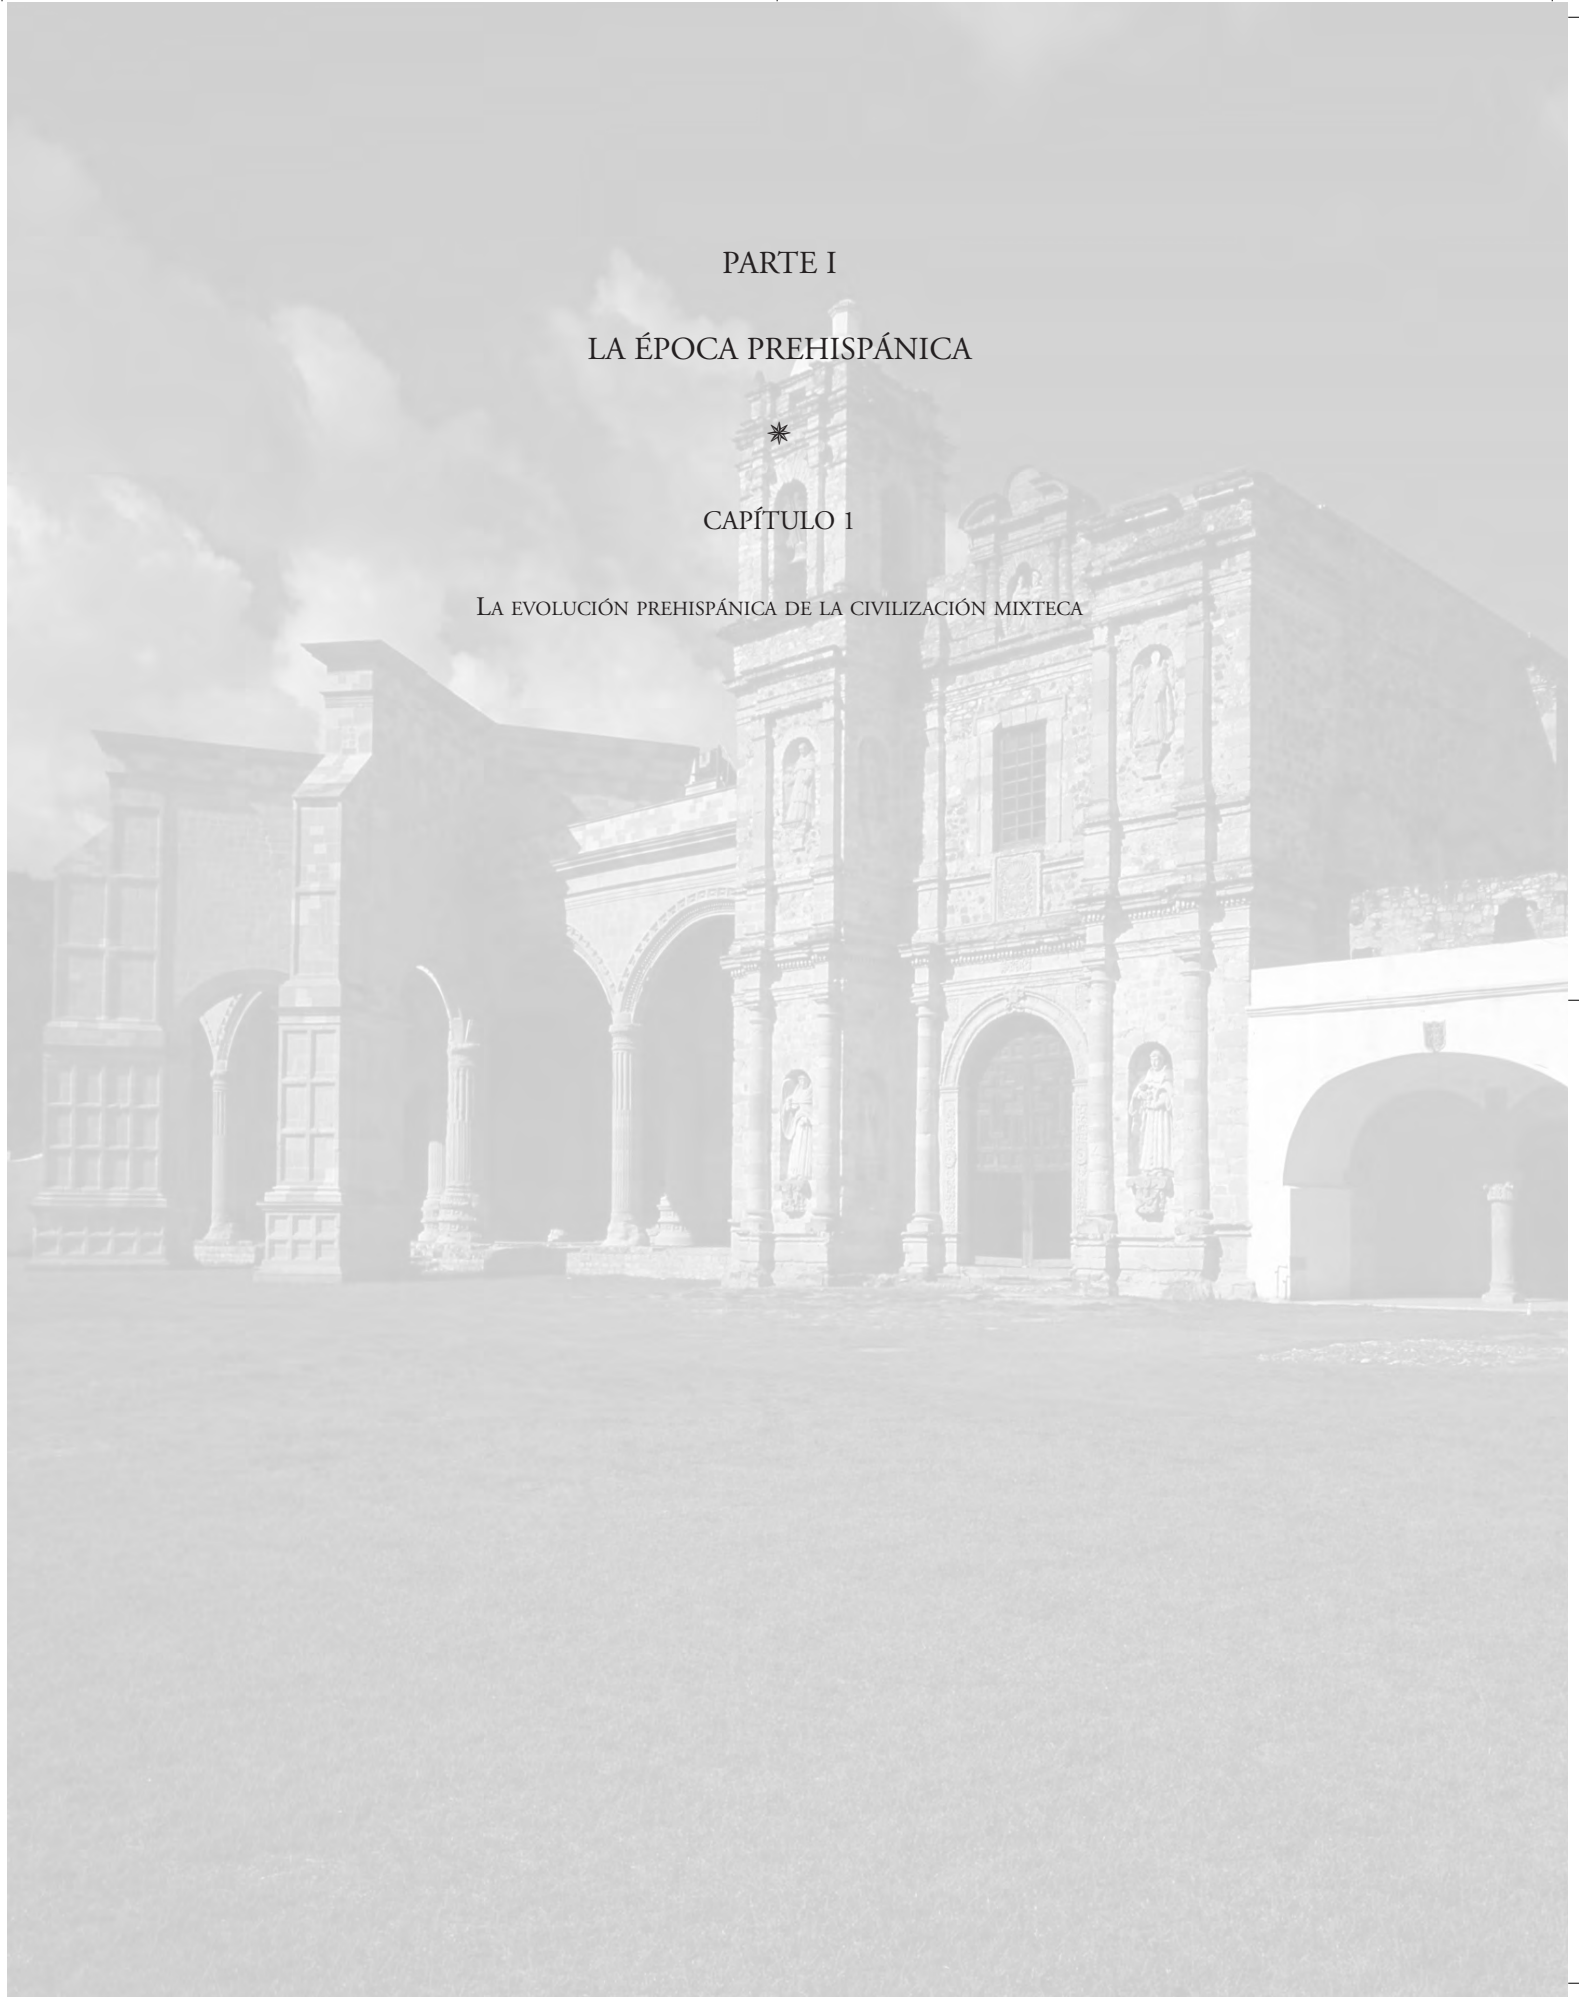 PARTE I
LA ÉPOCA PREHISPÁNICA
CAPÍTULO 1
La evolución prehispánica de la civilización mixteca